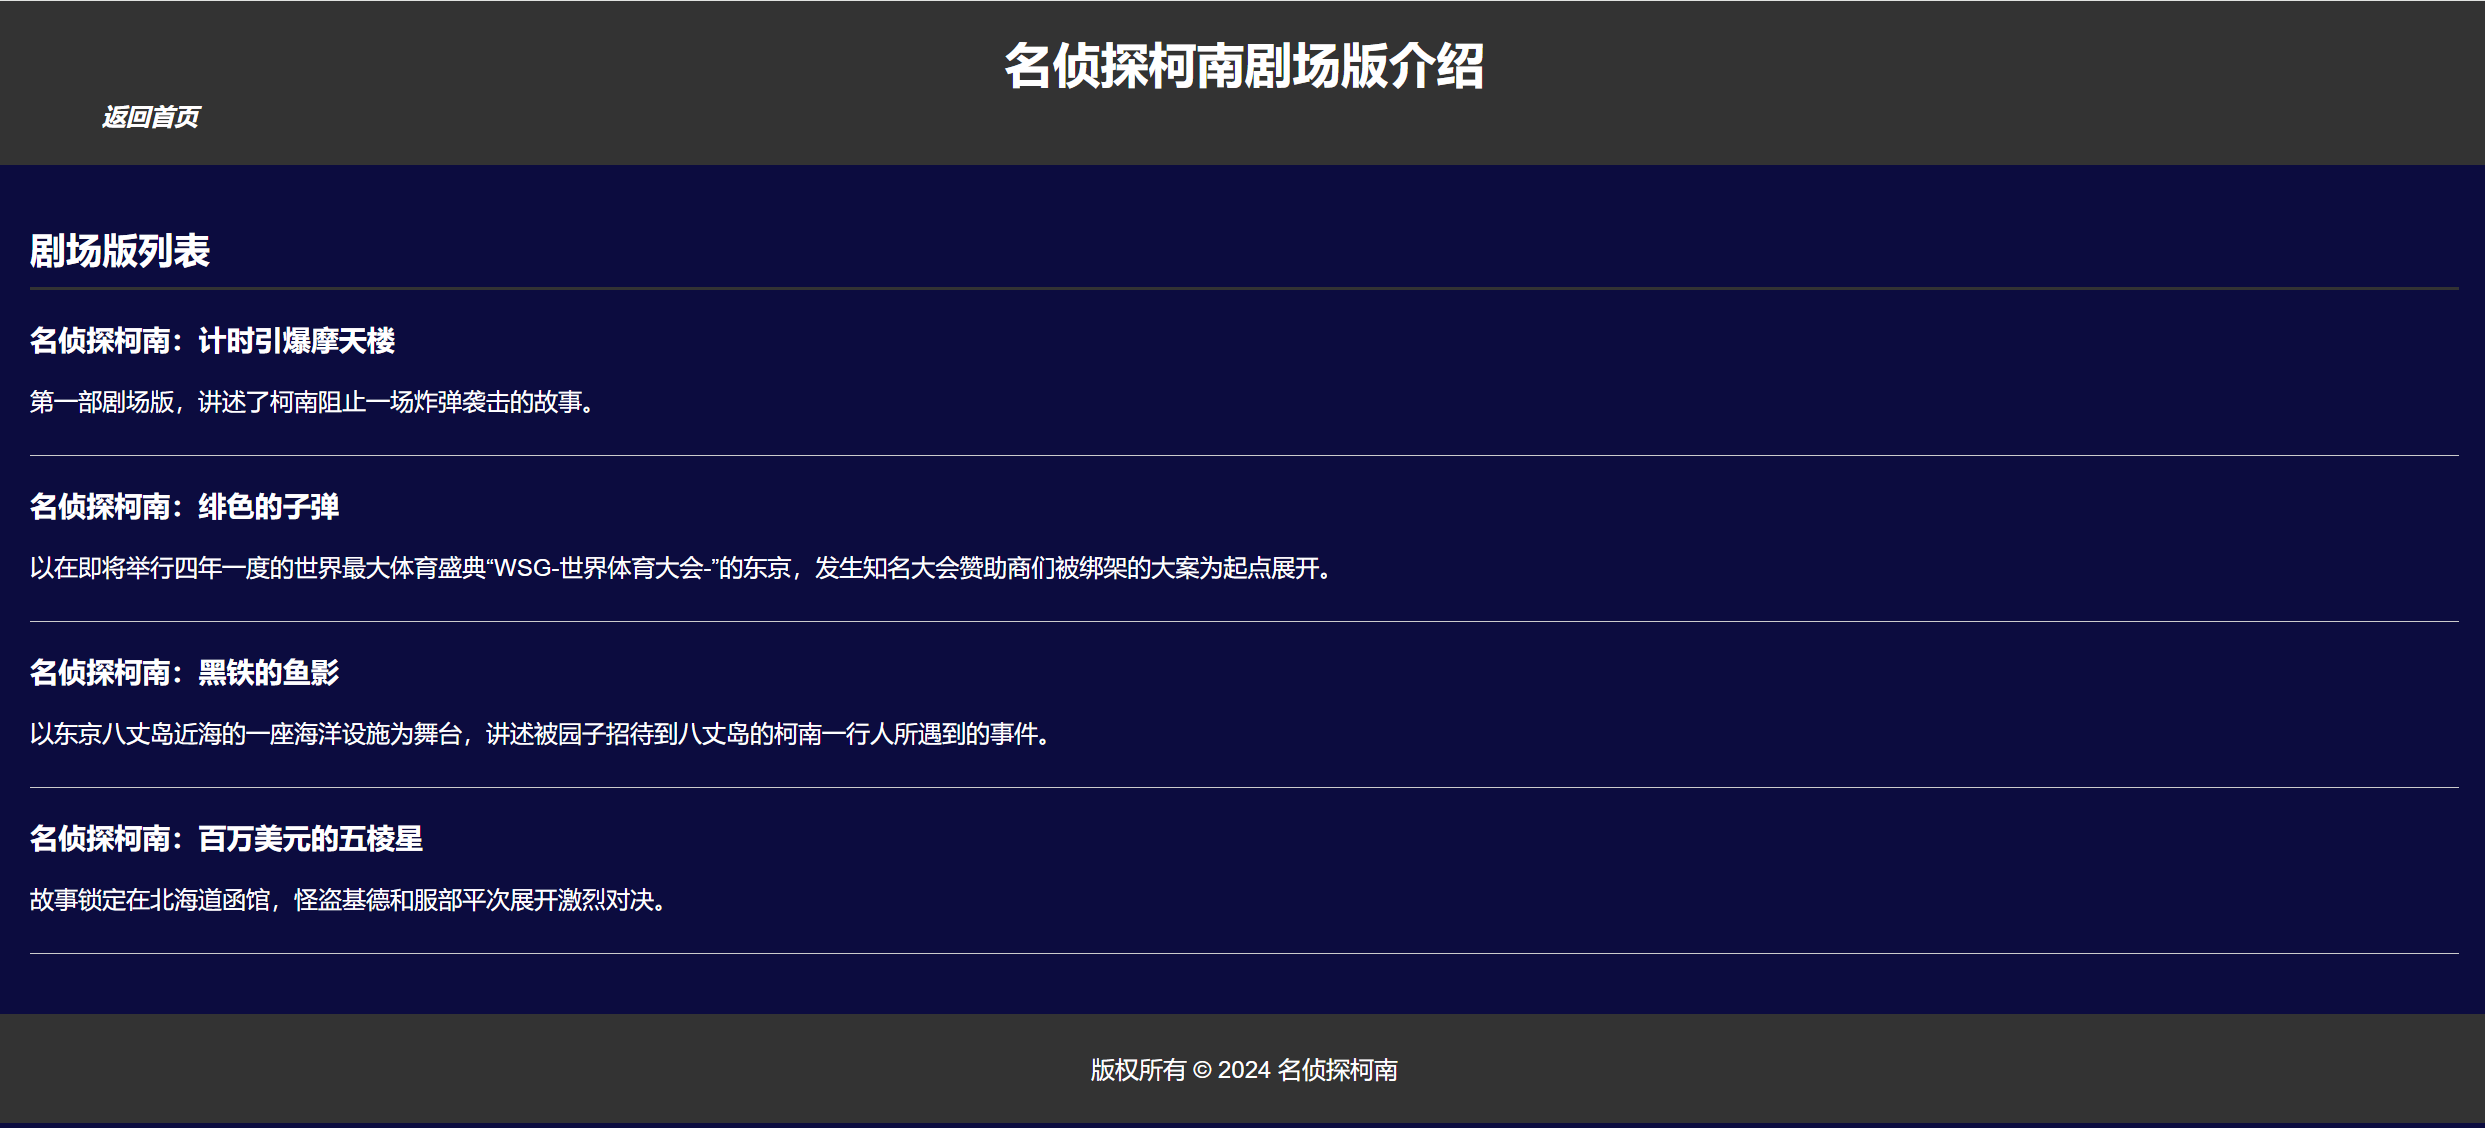 名侦探柯南剧场版介绍
返回首页
剧场版列表
名侦探柯南：计时引爆摩天楼
第一部剧场版，讲述了柯南阻止一场炸弹袭击的故事。
名侦探柯南：绯色的子弹
以在即将举行四年一度的世界最大体育盛典“WSG-世界体育大会-”的东京，发生知名大会赞助商们被绑架的大案为起点展开。
名侦探柯南：黑铁的鱼影
以东京八丈岛近海的一座海洋设施为舞台，讲述被园子招待到八丈岛的柯南一行人所遇到的事件。
名侦探柯南：百万美元的五棱星
故事锁定在北海道函馆，怪盗基德和服部平次展开激烈对决。
版权所有 © 2024 名侦探柯南